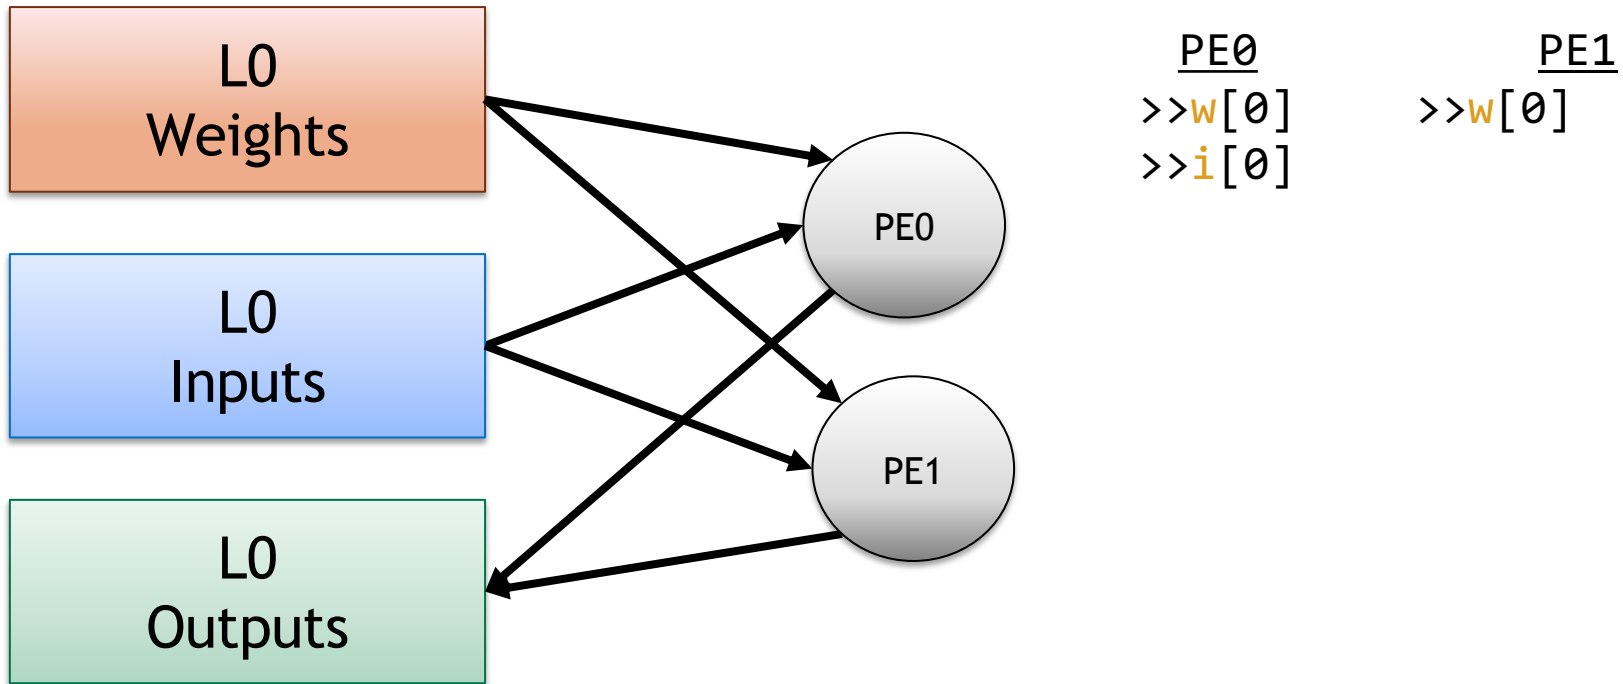 L0
Weights
L0
Inputs
L0
Outputs
PE0
PE1
PE0
>>w[0]
>>i[0]
PE1
>>w[0]